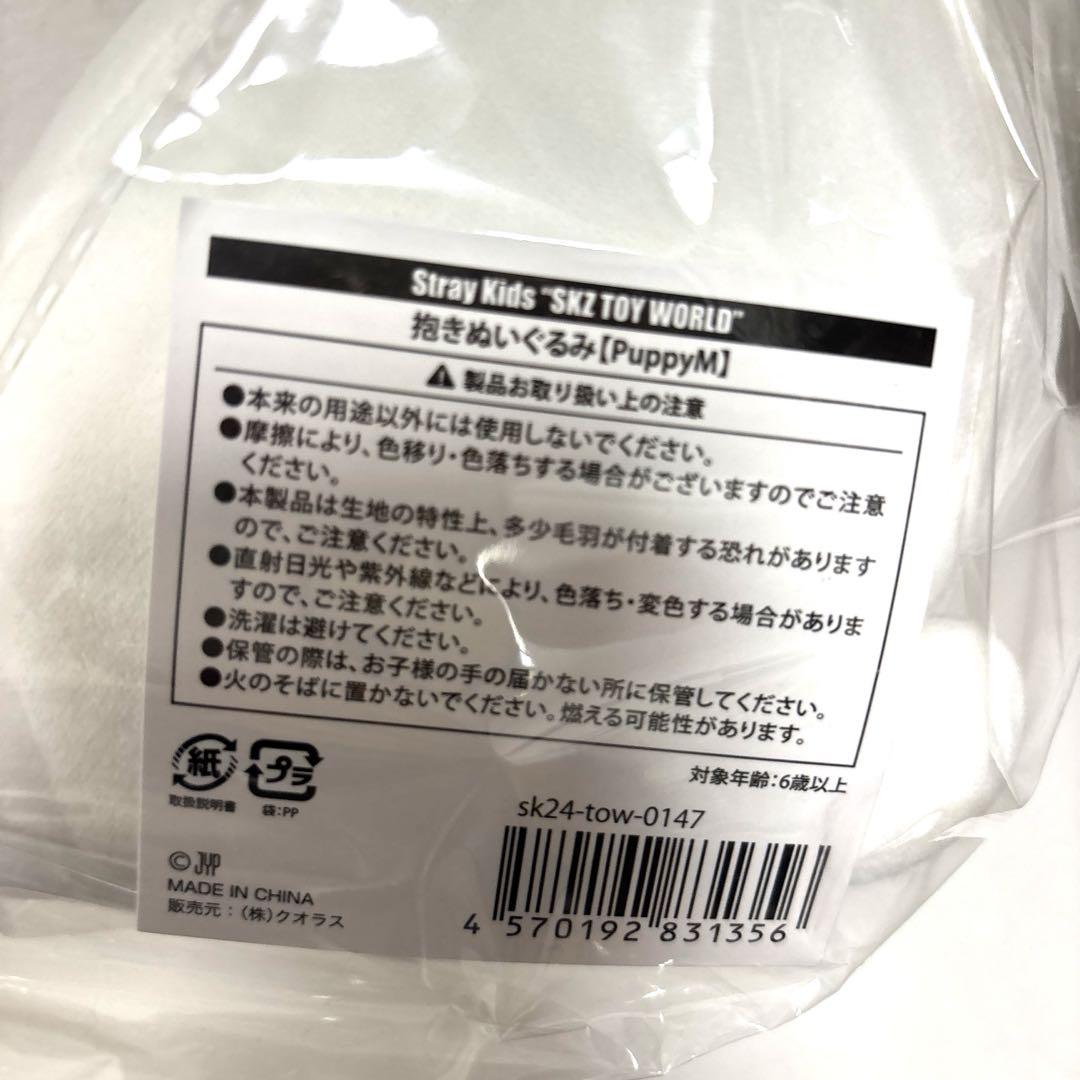 Stray Kids "SKZ TOY WORLD"
抱きぬいぐるみ【PuppyM】
製品お取り扱い上の注意
●本来の用途以外には使用しないでください。
●摩擦により、色移り・色落ちする場合がございますのでご注意
ください。
●本製品は生地の特性上、多少毛羽が付着する恐れがあります
ので、ご注意ください。
●直射日光や紫外線などにより、色落ち・変色する場合がありま
すので、ご注意ください。
●洗濯は避けてください。
●保管の際は、お子様の手の届かない所に保管してください。
●火のそばに置かないでください。燃える可能性があります。
対象年齢：6歳以上
紙
プラ
取扱説明書
袋：PP
sk24-tow-0147
© JYP
MADE IN CHINA
販売元：(株)クオラス
4 570192 831356